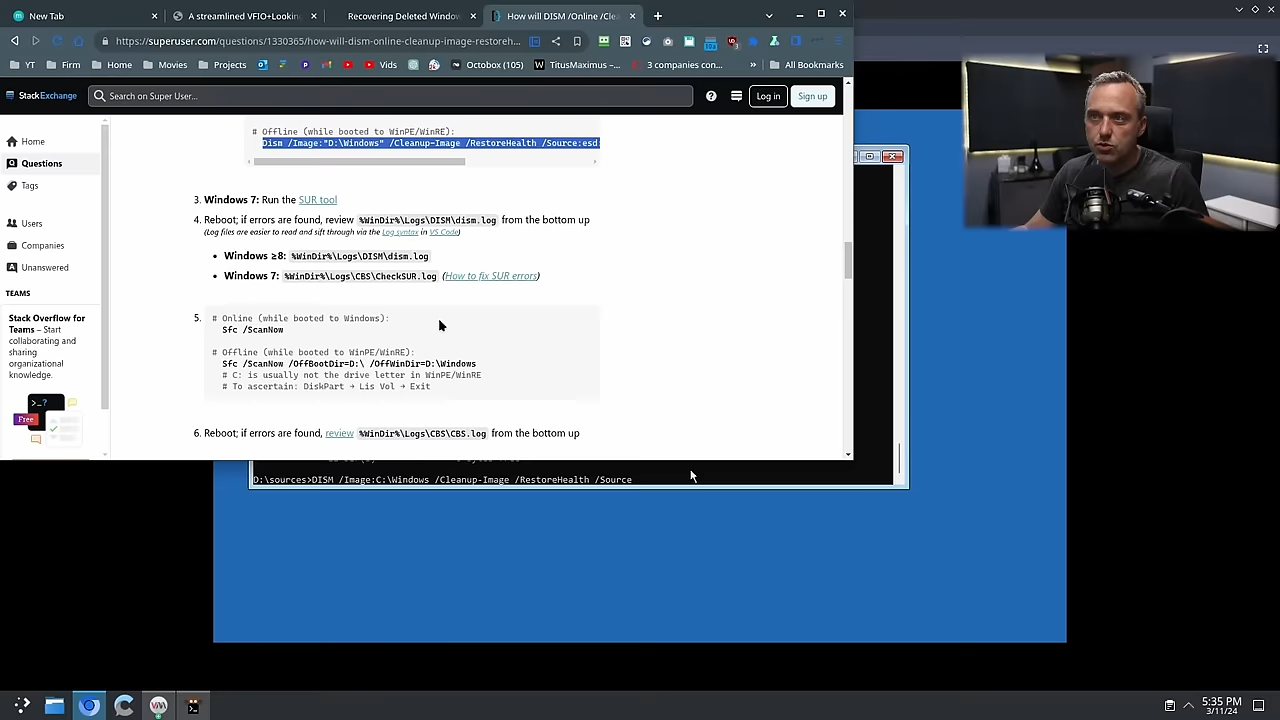 New Tab
A streamlined VFIO+Looking
Recovering Deleted Window
How will DISM /Online /Clea
https://superuser.com/questions/1330365/how-will-dism-online-cleanup-image-restoreh...
YT
Firm
Home
Movies
Projects
Vids
Octobox (105)
TitusMaximus –...
3 companies con...
All Bookmarks
StackExchange
Search on Super User...
Log in
Sign up
Home
Questions
Tags
Users
Companies
Unanswered
TEAMS
Stack Overflow for
Teams – Start
collaborating and
sharing
organizational
knowledge.
>_?
Free
# Offline (while booted to WinPE/WinRE):
Dism /Image:"D:\Windows" /Cleanup-Image /RestoreHealth /Source:esd:
3. Windows 7: Run the SUR tool
4. Reboot; if errors are found, review %WinDir%\Logs\DISM\dism.log from the bottom up
(Log files are easier to read and sift through via the Log syntax in VS Code)
• Windows ≥8: %WinDir%\Logs\DISM\dism.log
• Windows 7: %WinDir%\Logs\CBS\CheckSUR.log (How to fix SUR errors)
5. # Online (while booted to Windows):
Sfc /ScanNow
# Offline (while booted to WinPE/WinRE):
Sfc /ScanNow /OffBootDir=D:\ /OffWinDir=D:\Windows
# C: is usually not the drive letter in WinPE/WinRE
# To ascertain: DiskPart → Lis Vol → Exit
6. Reboot; if errors are found, review %WinDir%\Logs\CBS\CBS.log from the bottom up
D:\sources>DISM /Image:C:\Windows /Cleanup-Image /RestoreHealth /Source
5:35 PM
3/11/24